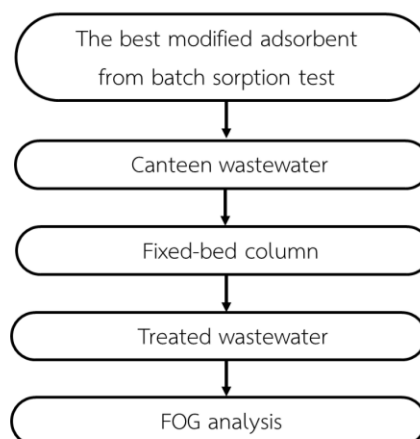 The best modified adsorbent
from batch sorption test
Canteen wastewater
Fixed-bed column
Treated wastewater
FOG analysis